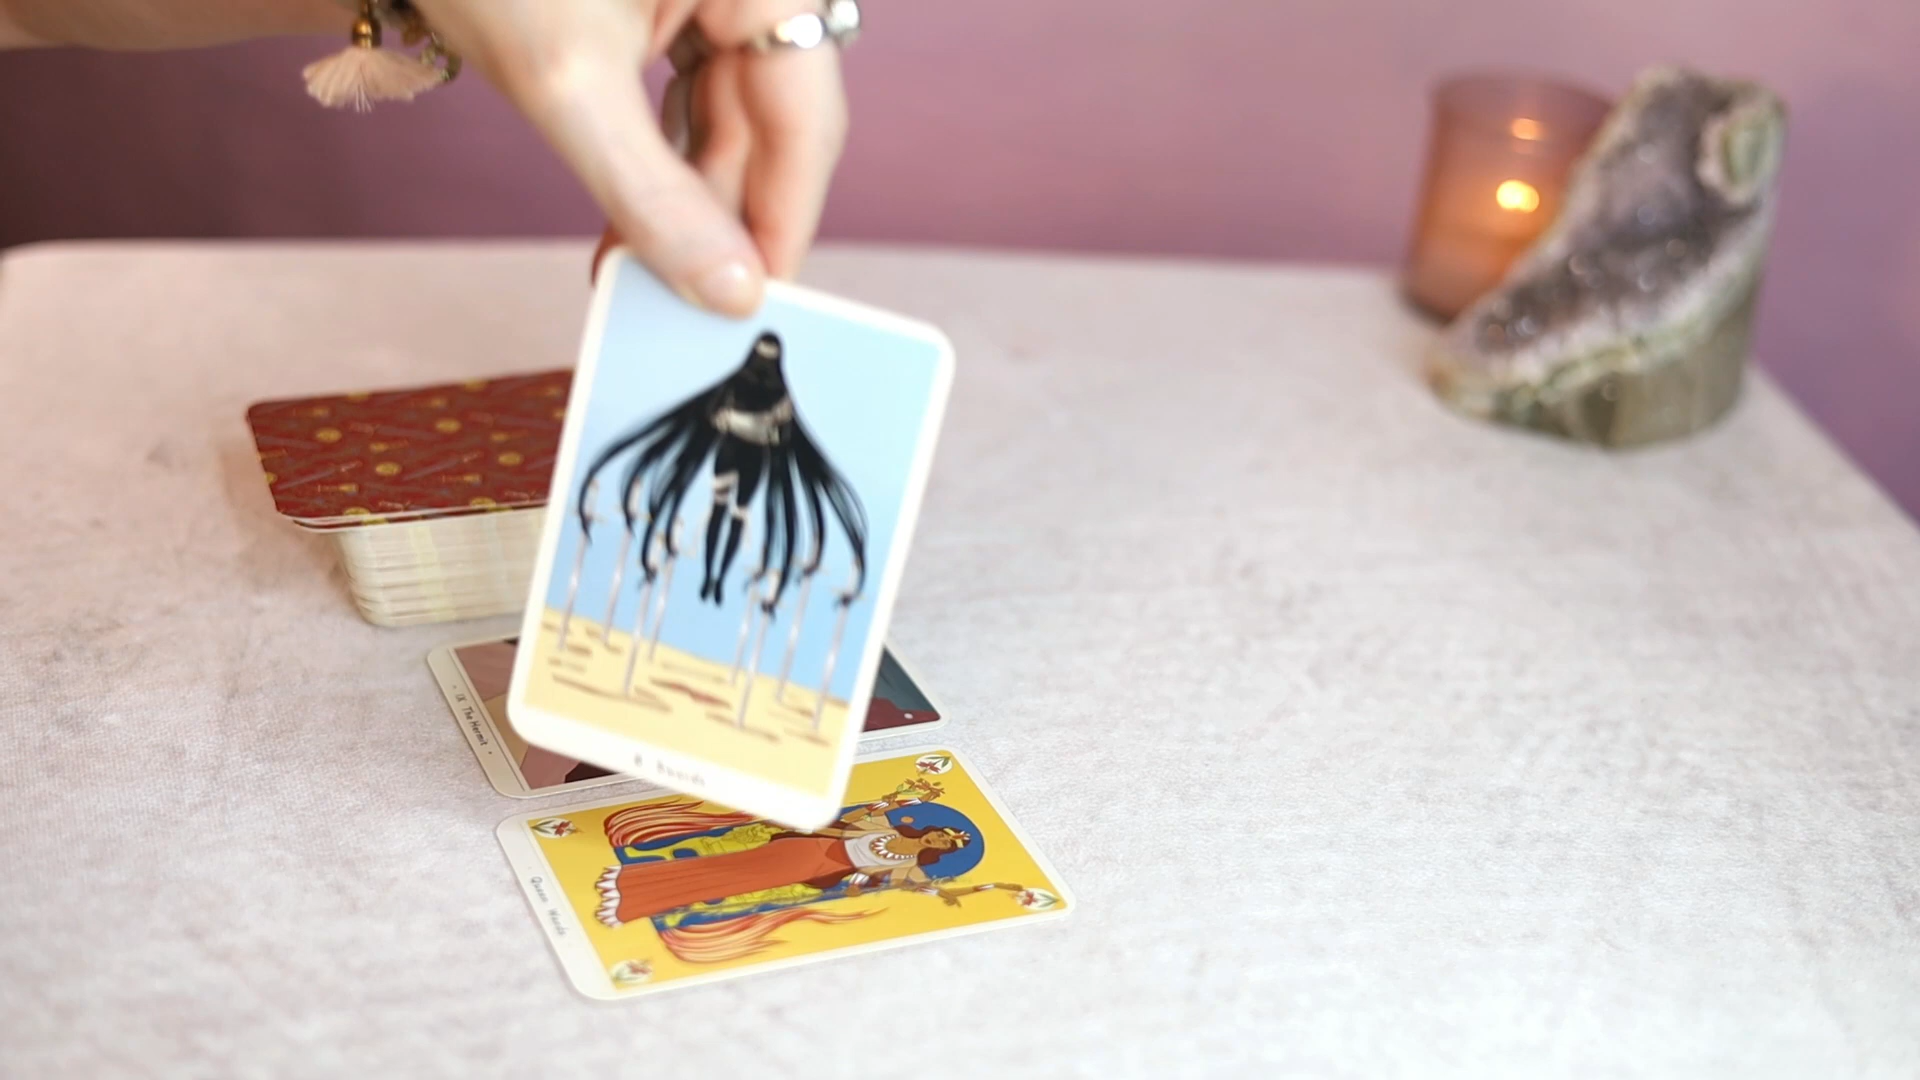 8 Swords
• IX The Hermit •
Queen Wands